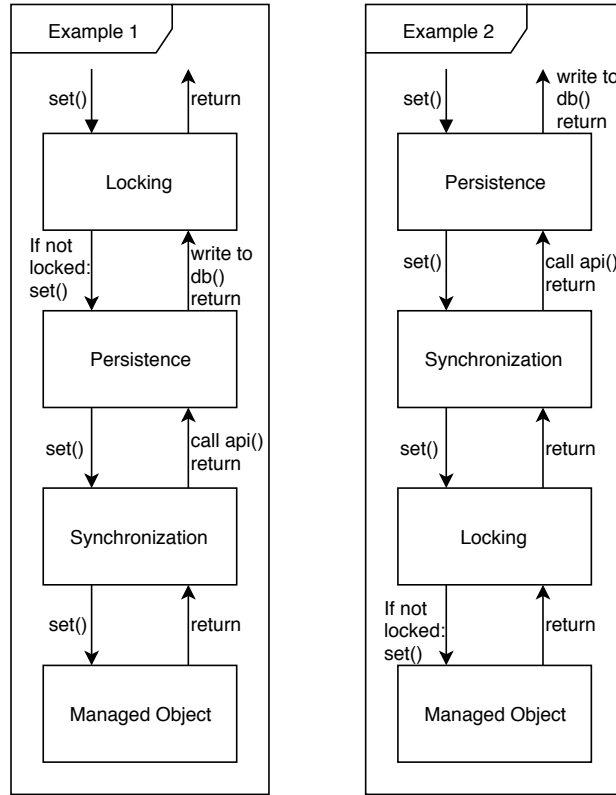 Example 1
set()
return
Locking
If not
locked:
set()
write to
db()
return
Persistence
set()
call api()
return
Synchronization
set()
return
Managed Object
Example 2
set()
write to
db()
return
Persistence
set()
call api()
return
Synchronization
set()
return
Locking
If not
locked:
set()
return
Managed Object